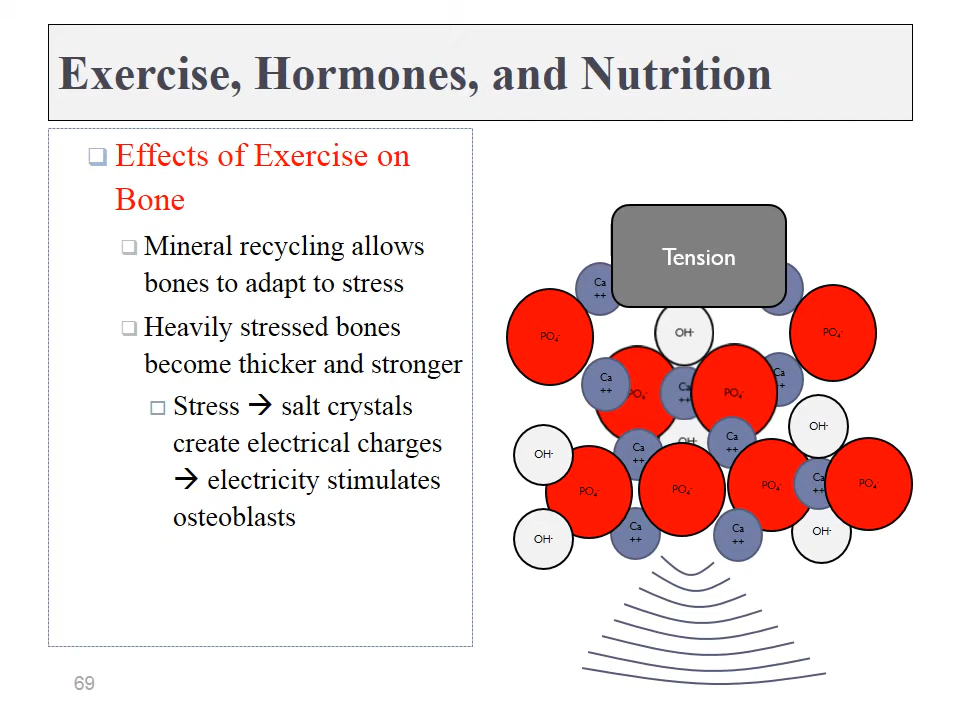 Exercise, Hormones, and Nutrition
Effects of Exercise on
Bone
Mineral recycling allows
bones to adapt to stress
Heavily stressed bones
become thicker and stronger
Stress → salt crystals
create electrical charges
→ electricity stimulates
osteoblasts
Tension
Ca
++
PO4-
OH-
PO4-
Ca
++
PO4-
Ca
++
PO4-
Ca
++
OH-
OH-
OH-
Ca
++
Ca
++
PO4-
PO4-
PO4-
Ca
++
PO4-
OH-
Ca
++
Ca
++
OH-
69